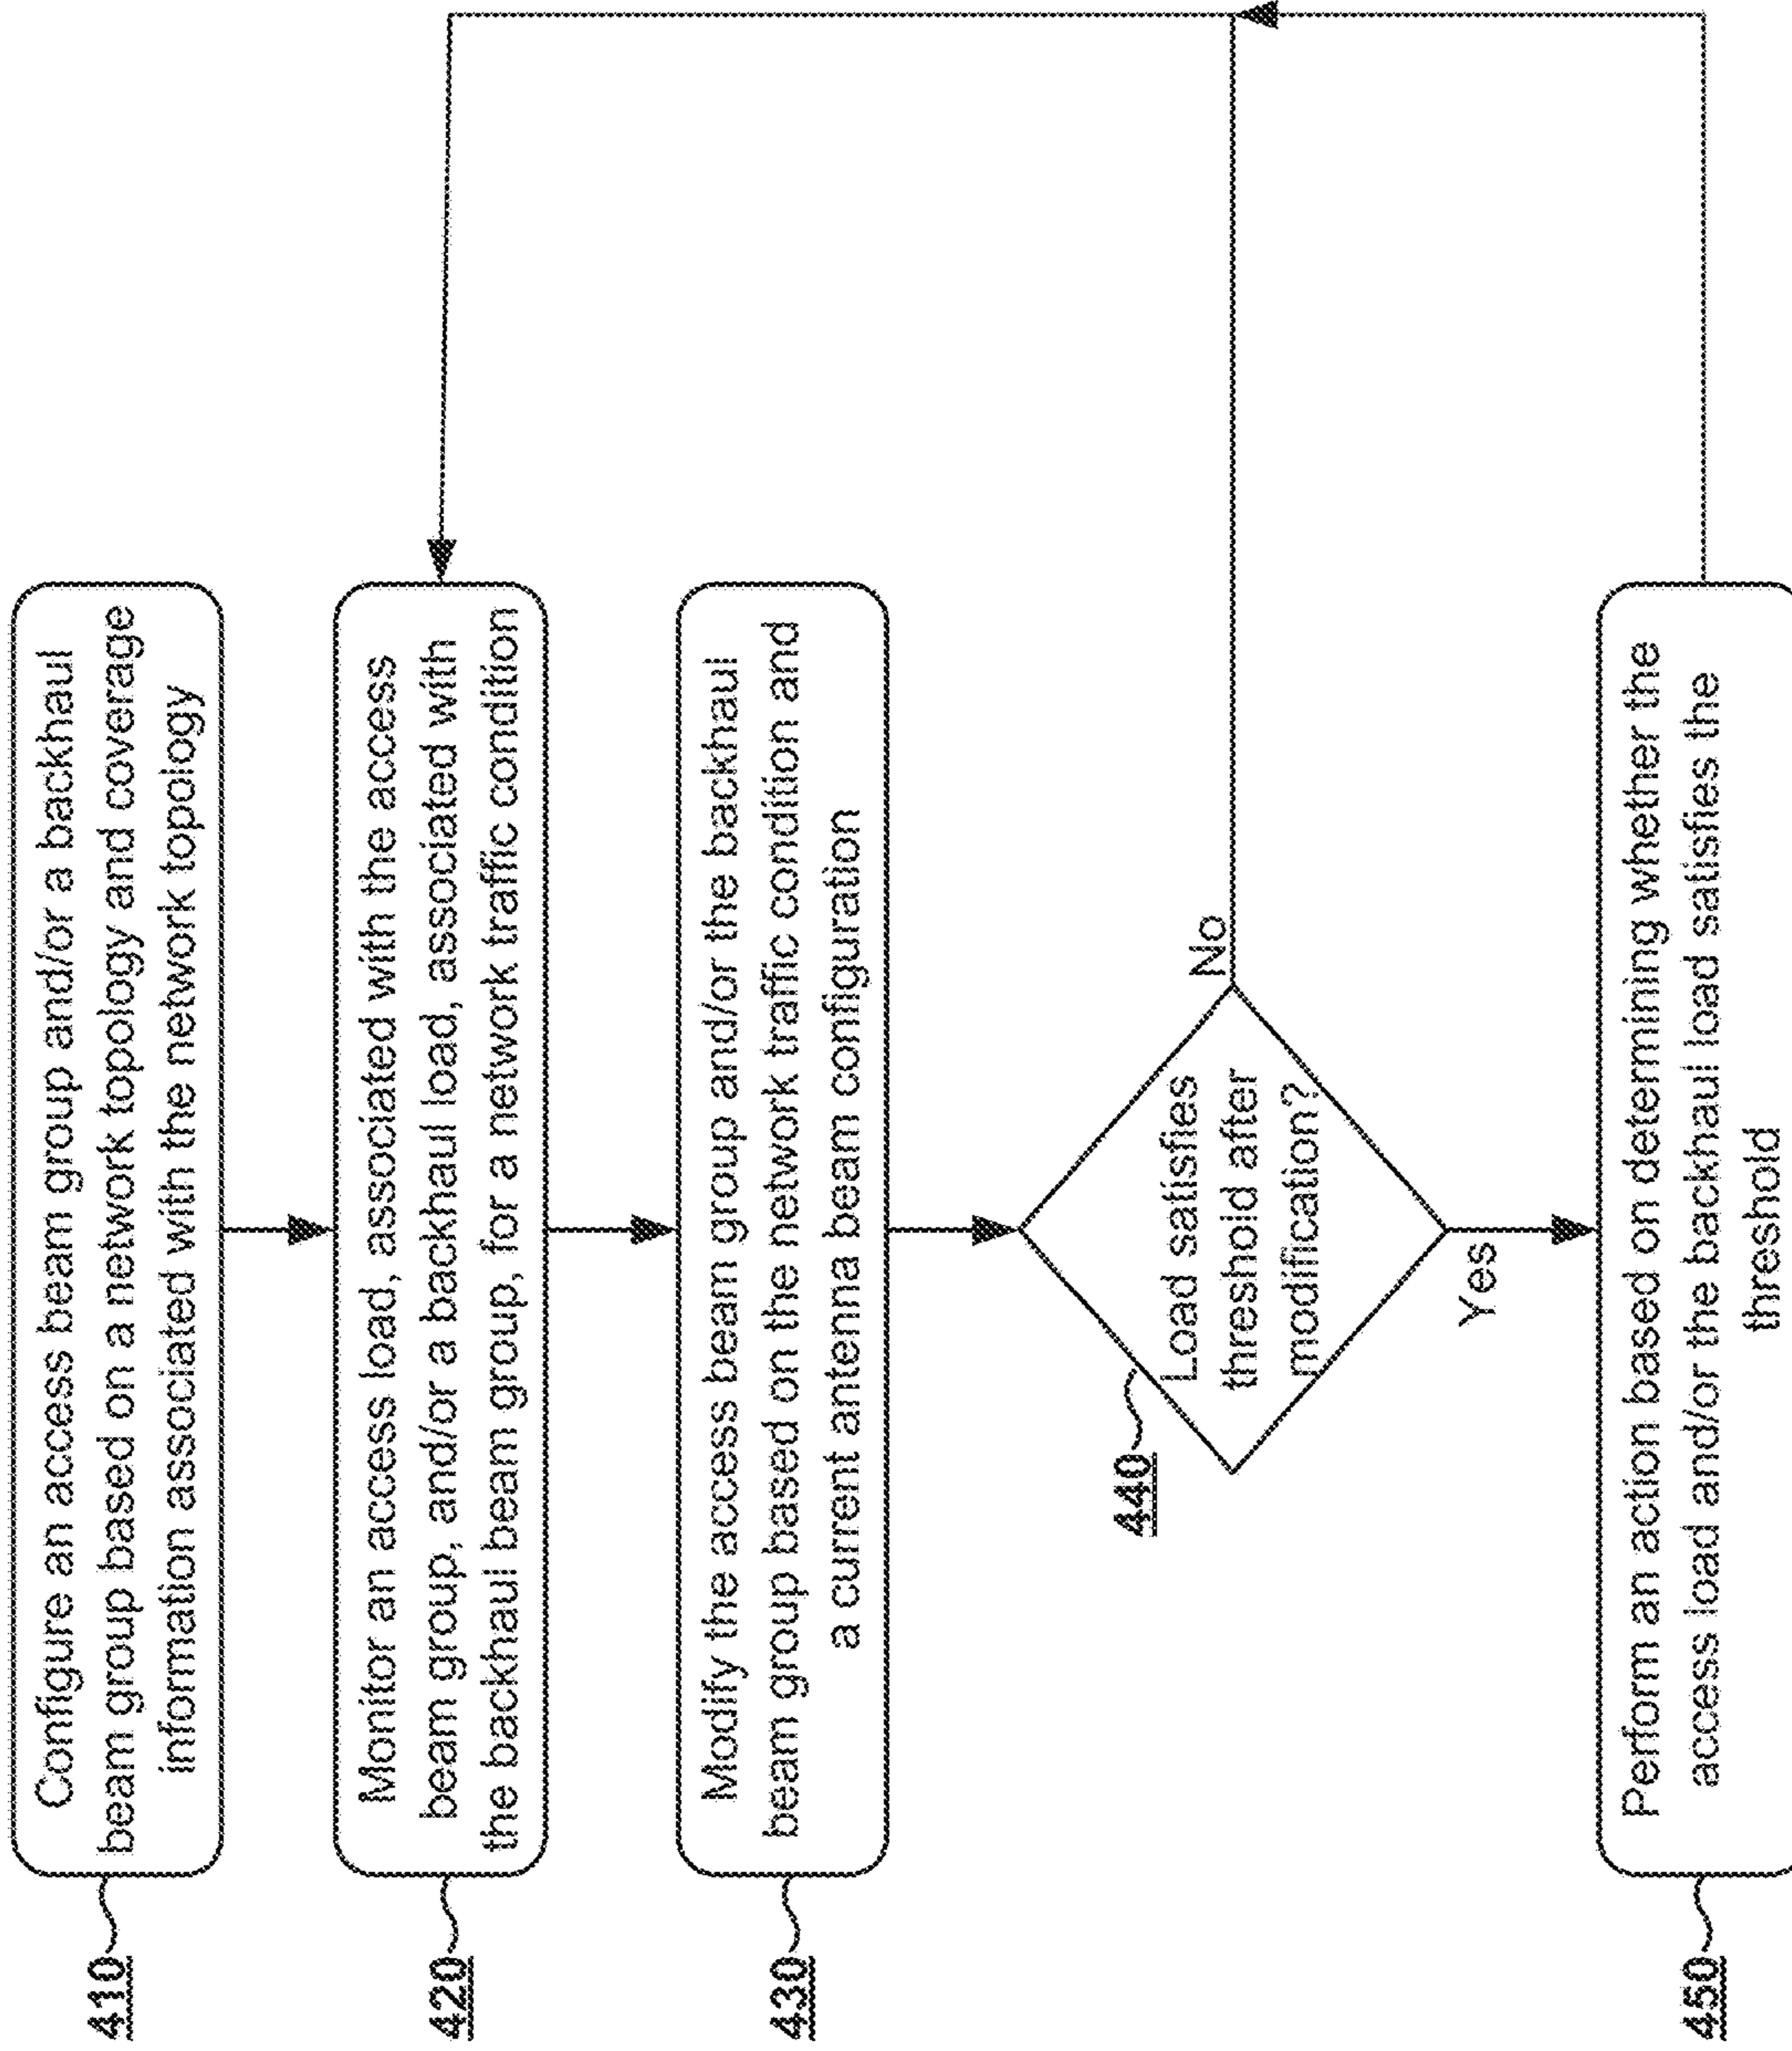 410
Configure an access beam group and/or a backhaul
beam group based on a network topology and coverage
information associated with the network topology
420
Monitor an access load, associated with the access
beam group, and/or a backhaul load, associated with
the backhaul beam group, for a network traffic condition
430
Modify the access beam group and/or the backhaul
beam group based on the network traffic condition and
a current antenna beam configuration
440
Load satisfies
threshold after
modification?
No
Yes
450
Perform an action based on determining whether the
access load and/or the backhaul load satisfies the
threshold